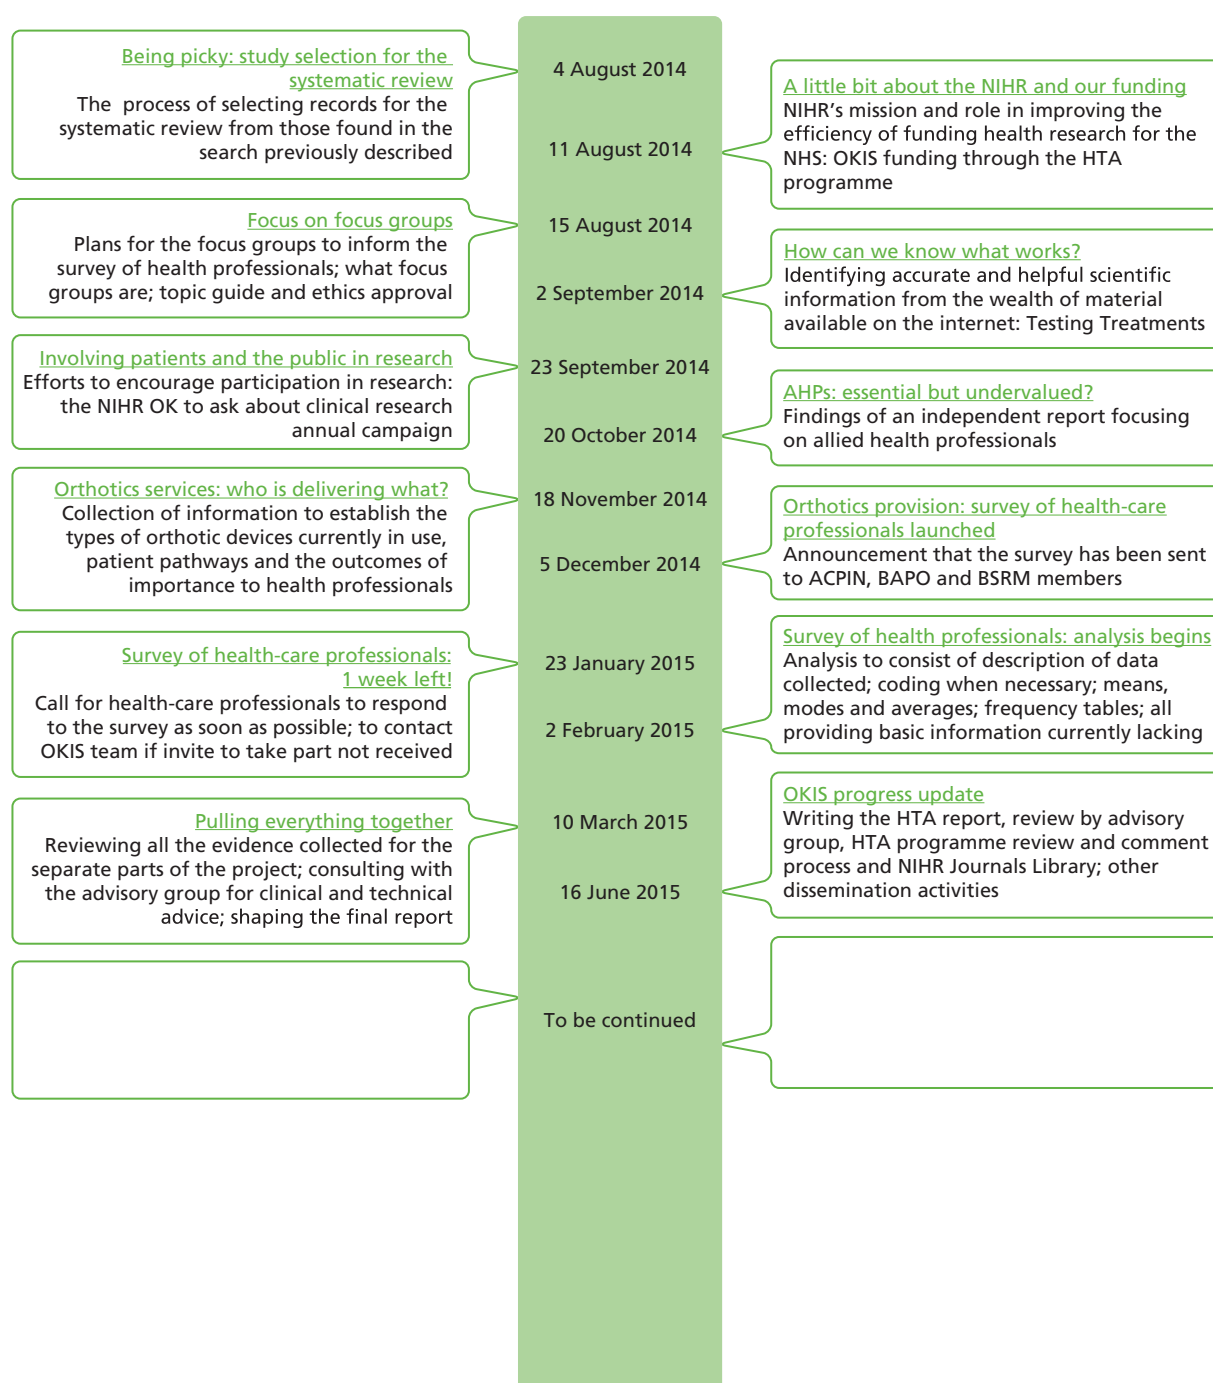 4 August 2014
Being picky: study selection for the
systematic review
The process of selecting records for the
systematic review from those found in the
search previously described
11 August 2014
A little bit about the NIHR and our funding
NIHR's mission and role in improving the
efficiency of funding health research for the
NHS: OKIS funding through the HTA
programme
15 August 2014
Focus on focus groups
Plans for the focus groups to inform the
survey of health professionals; what focus
groups are; topic guide and ethics approval
2 September 2014
How can we know what works?
Identifying accurate and helpful scientific
information from the wealth of material
available on the internet: Testing Treatments
23 September 2014
Involving patients and the public in research
Efforts to encourage participation in research:
the NIHR OK to ask about clinical research
annual campaign
20 October 2014
AHPs: essential but undervalued?
Findings of an independent report focusing
on allied health professionals
18 November 2014
Orthotics services: who is delivering what?
Collection of information to establish the
types of orthotic devices currently in use,
patient pathways and the outcomes of
importance to health professionals
5 December 2014
Orthotics provision: survey of health-care
professionals launched
Announcement that the survey has been sent
to ACPIN, BAPO and BSRM members
23 January 2015
Survey of health-care professionals:
1 week left!
Call for health-care professionals to respond
to the survey as soon as possible; to contact
OKIS team if invite to take part not received
2 February 2015
Survey of health professionals: analysis begins
Analysis to consist of description of data
collected; coding when necessary; means,
modes and averages; frequency tables; all
providing basic information currently lacking
10 March 2015
Pulling everything together
Reviewing all the evidence collected for the
separate parts of the project; consulting with
the advisory group for clinical and technical
advice; shaping the final report
16 June 2015
OKIS progress update
Writing the HTA report, review by advisory
group, HTA programme review and comment
process and NIHR Journals Library; other
dissemination activities
To be continued